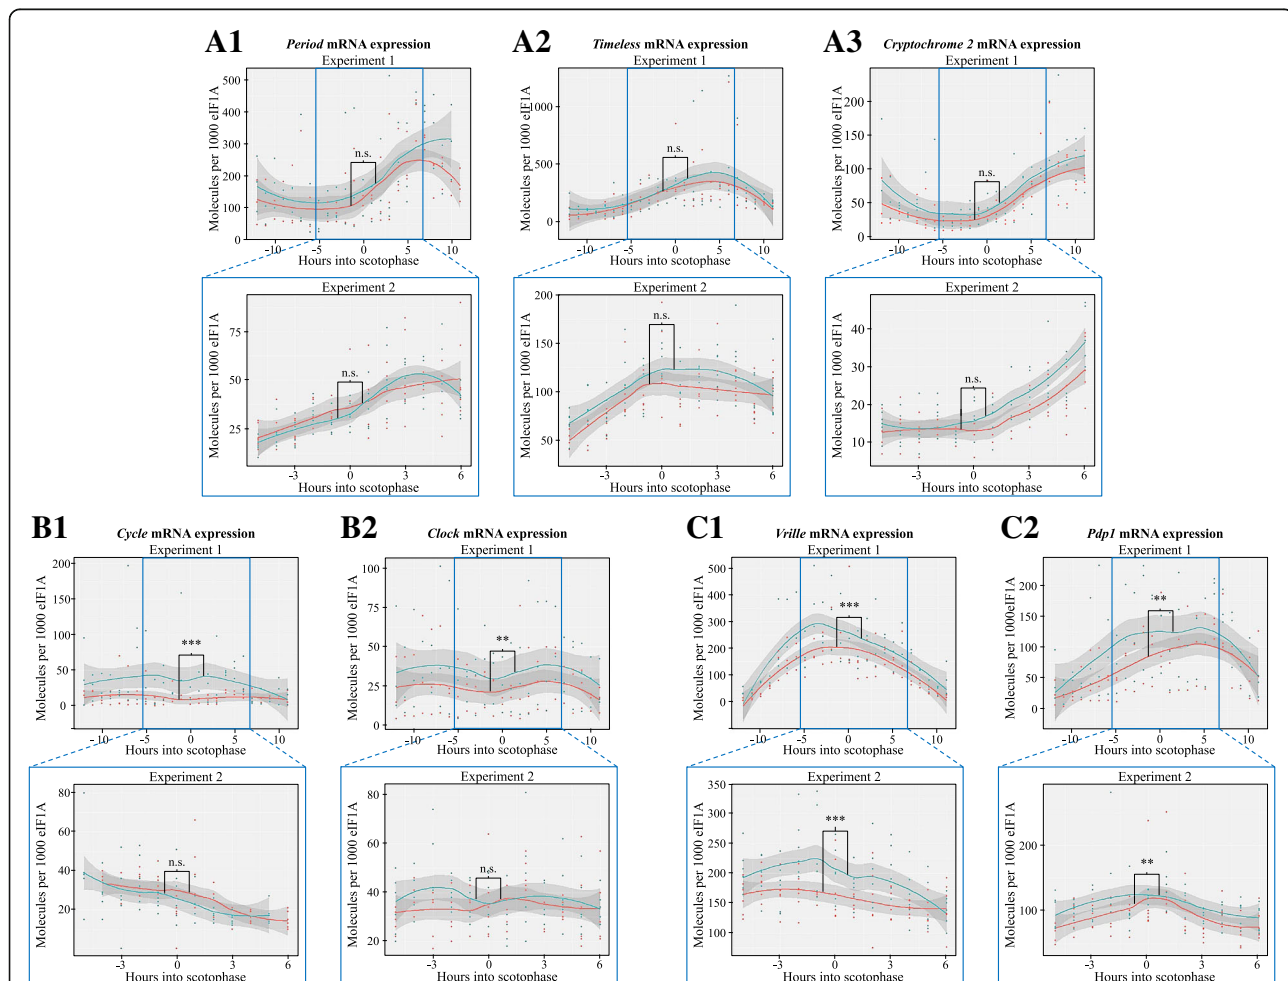 A1
Period mRNA expression
Experiment 1
Molecules per 1000 eIF1A
500
400
300
200
100
0
n.s.
−10 −5 0 5 10
Hours into scotophase
Experiment 2
Molecules per 1000 eIF1A
75
50
25
n.s.
-3 0 3 6
Hours into scotophase
A2
Timeless mRNA expression
Experiment 1
Molecules per 1000 eIF1A
1000
500
0
n.s.
−10 −5 0 5 10
Hours into scotophase
Experiment 2
Molecules per 1000 eIF1A
200
150
100
50
n.s.
-3 0 3 6
Hours into scotophase
A3
Cryptochrome 2 mRNA expression
Experiment 1
Molecules per 1000 eIF1A
200
150
100
50
0
n.s.
−10 −5 0 5 10
Hours into scotophase
Experiment 2
Molecules per 1000 eIF1A
40
30
20
10
n.s.
-3 0 3 6
Hours into scotophase
B1
Cycle mRNA expression
Experiment 1
Molecules per 1000 eIF1A
200
150
100
50
0
***
−10 −5 0 5 10
Hours into scotophase
Experiment 2
Molecules per 1000 eIF1A
80
60
40
20
n.s.
-3 0 3 6
Hours into scotophase
B2
Clock mRNA expression
Experiment 1
Molecules per 1000 eIF1A
100
75
50
25
0
**
−10 −5 0 5 10
Hours into scotophase
Experiment 2
Molecules per 1000 eIF1A
80
60
40
20
n.s.
-3 0 3 6
Hours into scotophase
C1
Vrille mRNA expression
Experiment 1
Molecules per 1000 eIF1A
500
400
300
200
100
0
***
−10 −5 0 5 10
Hours into scotophase
Experiment 2
Molecules per 1000 eIF1A
350
300
250
200
150
100
***
-3 0 3 6
Hours into scotophase
C2
Pdp1 mRNA expression
Experiment 1
Molecules per 1000eIF1A
200
150
100
50
0
**
−10 −5 0 5 10
Hours into scotophase
Experiment 2
Molecules per 1000 eIF1A
200
100
**
-3 0 3 6
Hours into scotophase